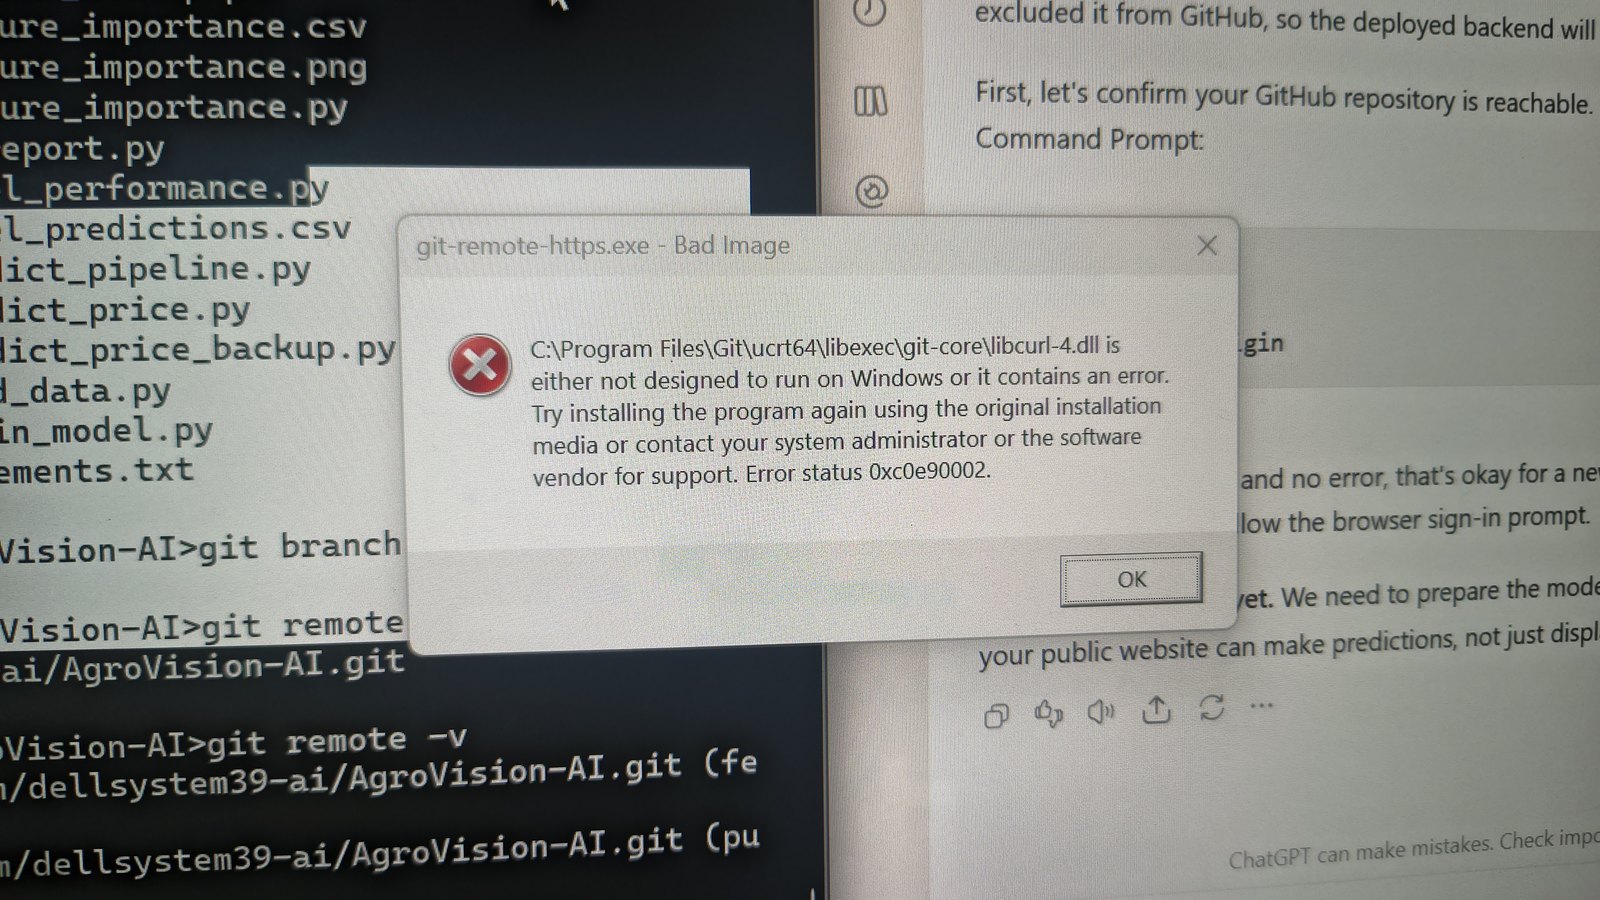 ure_importance.csv
ure_importance.png
ure_importance.py
eport.py
l_performance.py
l_predictions.csv
ict_pipeline.py
ict_price.py
ict_price_backup.py
d_data.py
in_model.py
ements.txt
Vision-AI>git branch
Vision-AI>git remote
ai/AgroVision-AI.git
Vision-AI>git remote -v
/dellsystem39-ai/AgroVision-AI.git (fe
/dellsystem39-ai/AgroVision-AI.git (pu
excluded it from GitHub, so the deployed backend will
First, let's confirm your GitHub repository is reachable.
Command Prompt:
git-remote-https.exe - Bad Image
C:\Program Files\Git\ucrt64\libexec\git-core\libcurl-4.dll is
either not designed to run on Windows or it contains an error.
Try installing the program again using the original installation
media or contact your system administrator or the software
vendor for support. Error status 0xc0e90002.
OK
gin
and no error, that's okay for a ne
low the browser sign-in prompt.
yet. We need to prepare the mode
your public website can make predictions, not just displ
ChatGPT can make mistakes. Check impo